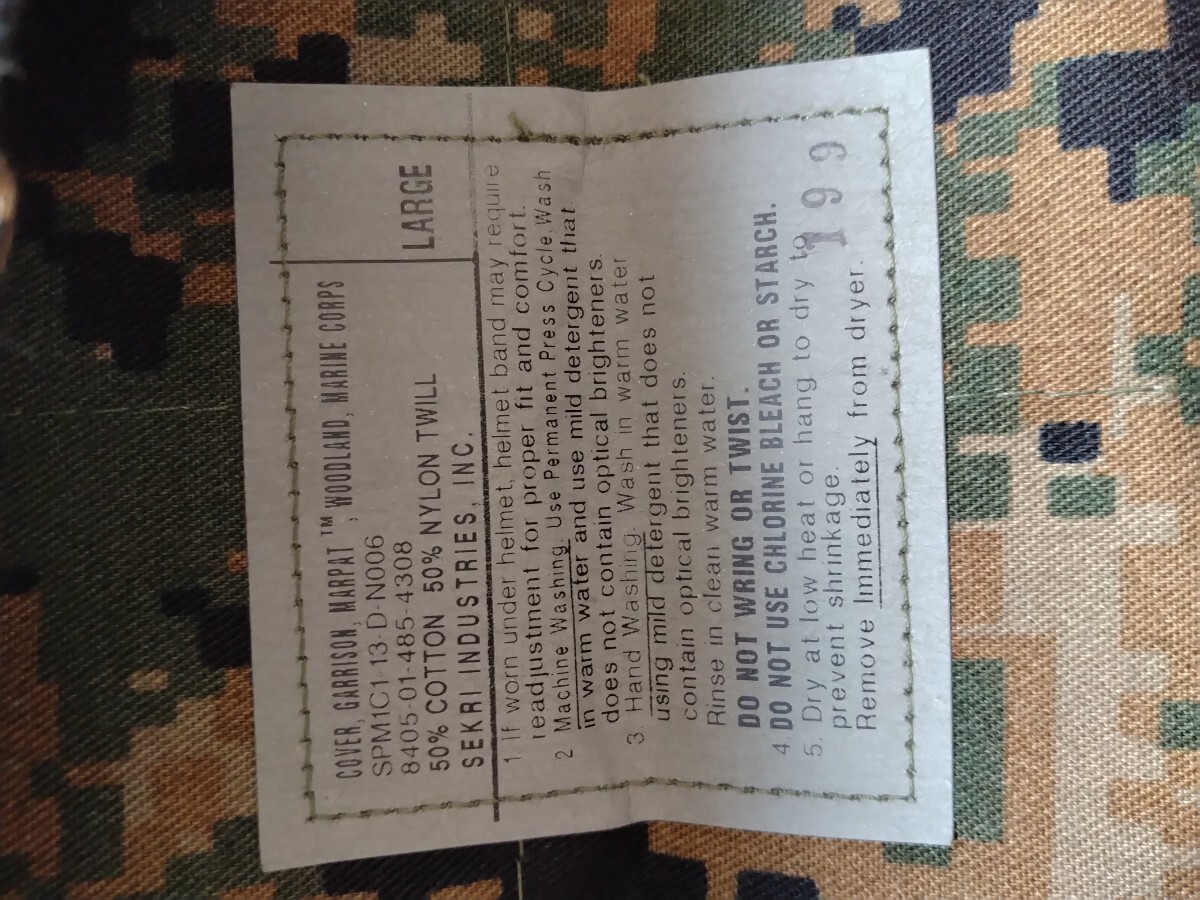 COVER, GARRISON, MARPAT ™, WOODLAND, MARINE CORPS
SPM1C1-13-D-N006
8405-01-485-4308
50% COTTON 50% NYLON TWILL
SEKRI INDUSTRIES, INC.
LARGE
1. If worn under helmet, helmet band may require
readjustment for proper fit and comfort.
2 Machine Washing. Use Permanent Press Cycle. Wash
in warm water and use mild detergent that
does not contain optical brighteners.
3. Hand Washing. Wash in warm water
using mild detergent that does not
contain optical brighteners.
Rinse in clean warm water.
DO NOT WRING OR TWIST.
4. DO NOT USE CHLORINE BLEACH OR STARCH.
5. Dry at low heat or hang to dry to
prevent shrinkage.
Remove Immediately from dryer.
199